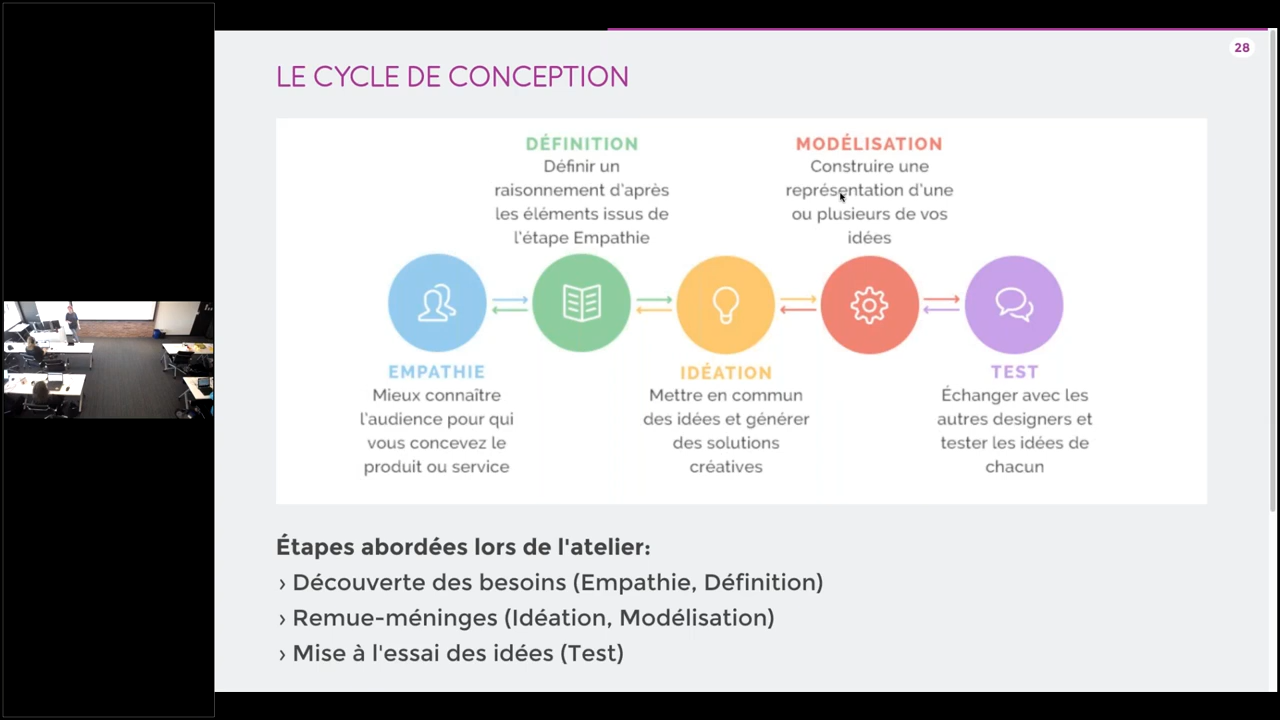 28
LE CYCLE DE CONCEPTION
DÉFINITION
Définir un
raisonnement d'après
les éléments issus de
l'étape Empathie
MODÉLISATION
Construire une
représentation d'une
ou plusieurs de vos
idées
EMPATHIE
Mieux connaître
l'audience pour qui
vous concevez le
produit ou service
IDÉATION
Mettre en commun
des idées et générer
des solutions
créatives
TEST
Échanger avec les
autres designers et
tester les idées de
chacun
Étapes abordées lors de l'atelier:
› Découverte des besoins (Empathie, Définition)
› Remue-méninges (Idéation, Modélisation)
› Mise à l'essai des idées (Test)